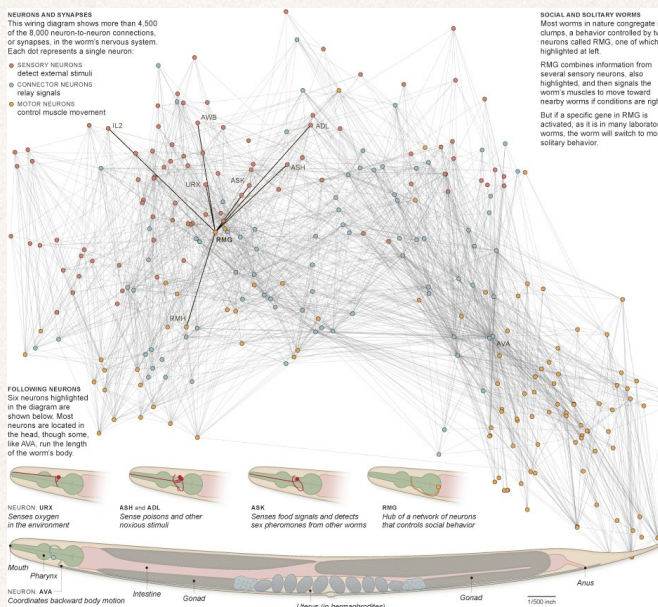 NEURONS AND SYNAPSES
This wiring diagram shows more than 4,500
of the 8,000 neuron-to-neuron connections,
or synapses, in the worm's nervous system.
Each dot represents a single neuron:
SENSORY NEURONS
detect external stimuli
CONNECTOR NEURONS
relay signals
MOTOR NEURONS
control muscle movement
SOCIAL AND SOLITARY WORMS
Most worms in nature congregate
clumps, a behavior controlled by
neurons called RMG, one of which
highlighted at left.
RMG combines information from
several sensory neurons, also
highlighted, and then signals the
worm's muscles to move toward
nearby worms if conditions are
But if a specific gene in RMG is
activated, as it is in many
worms, the worm will switch to
solitary behavior.
IL2
AWB
ADL
ASH
ASK
URX
RMG
RMH
AVA
FOLLOWING NEURONS
Six neurons highlighted
in the diagram are
shown below. Most
neurons are located in
the head, though some,
like AVA, run the length
of the worm's body.
NEURON: URX
Senses oxygen
in the environment
ASH and ADL
Sense poisons and other
noxious stimuli
ASK
Senses food signals and detects
sex pheromones from other worms
RMG
Hub of a network of neurons
that controls social behavior
Mouth
Pharynx
NEURON: AVA
Coordinates backward body motion
Intestine
Gonad
Uterus (in hermaphrodites)
Gonad
1/500 inch
Anus